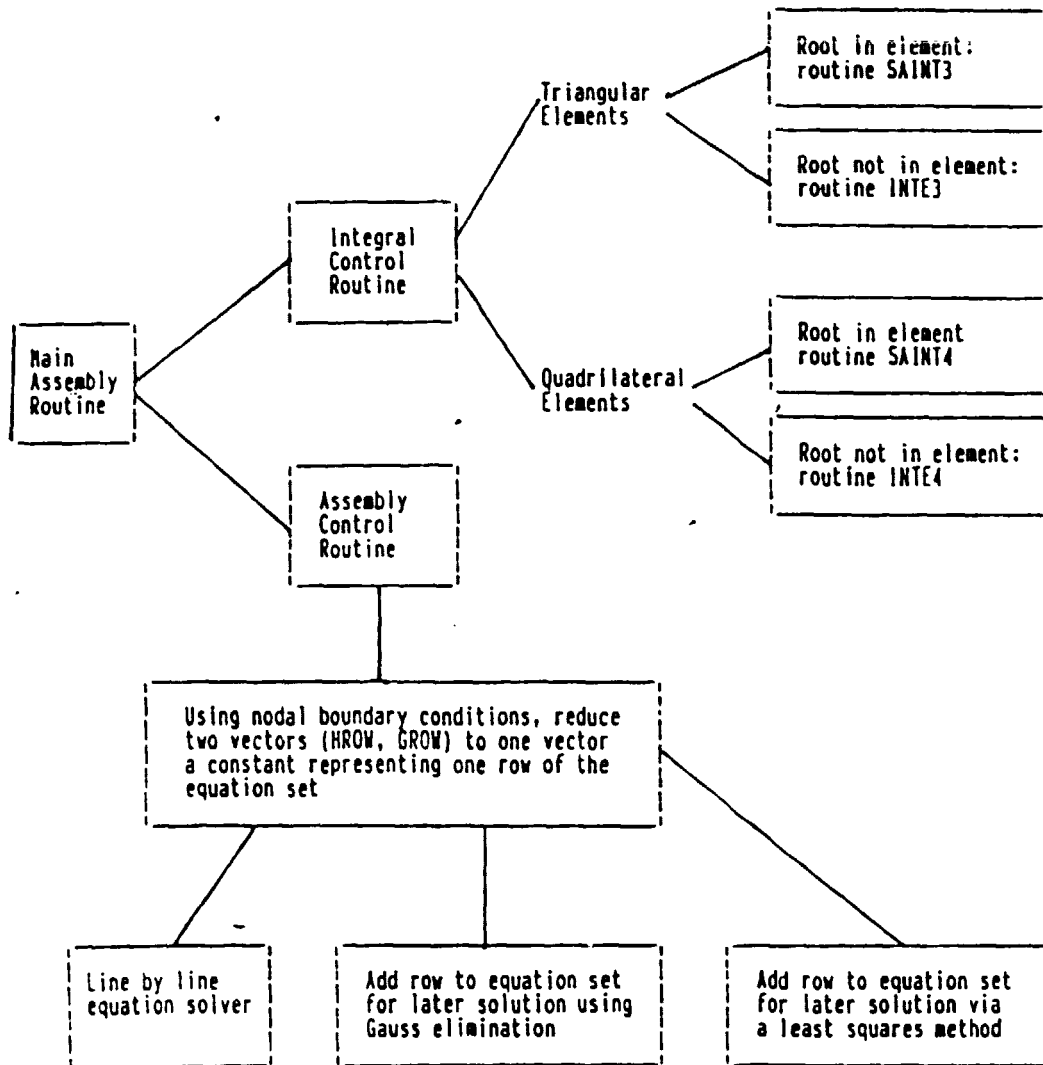 Root in element:
routine SAINT3
Triangular
Elements
Root not in element:
routine INTE3
Integral
Control
Routine
Main
Assembly
Routine
Root in element
routine SAINT4
Quadrilateral
Elements
Root not in element:
routine INTE4
Assembly
Control
Routine
Using nodal boundary conditions, reduce
two vectors (HROW, GROW) to one vector
a constant representing one row of the
equation set
Line by line
equation solver
Add row to equation set
for later solution using
Gauss elimination
Add row to equation set
for later solution via
a least squares method